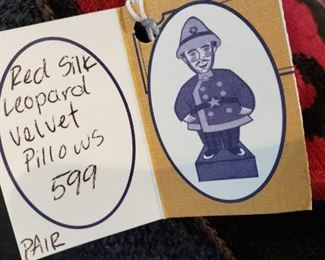 Red Silk
Leopard
Velvet
Pillows
599
PAIR